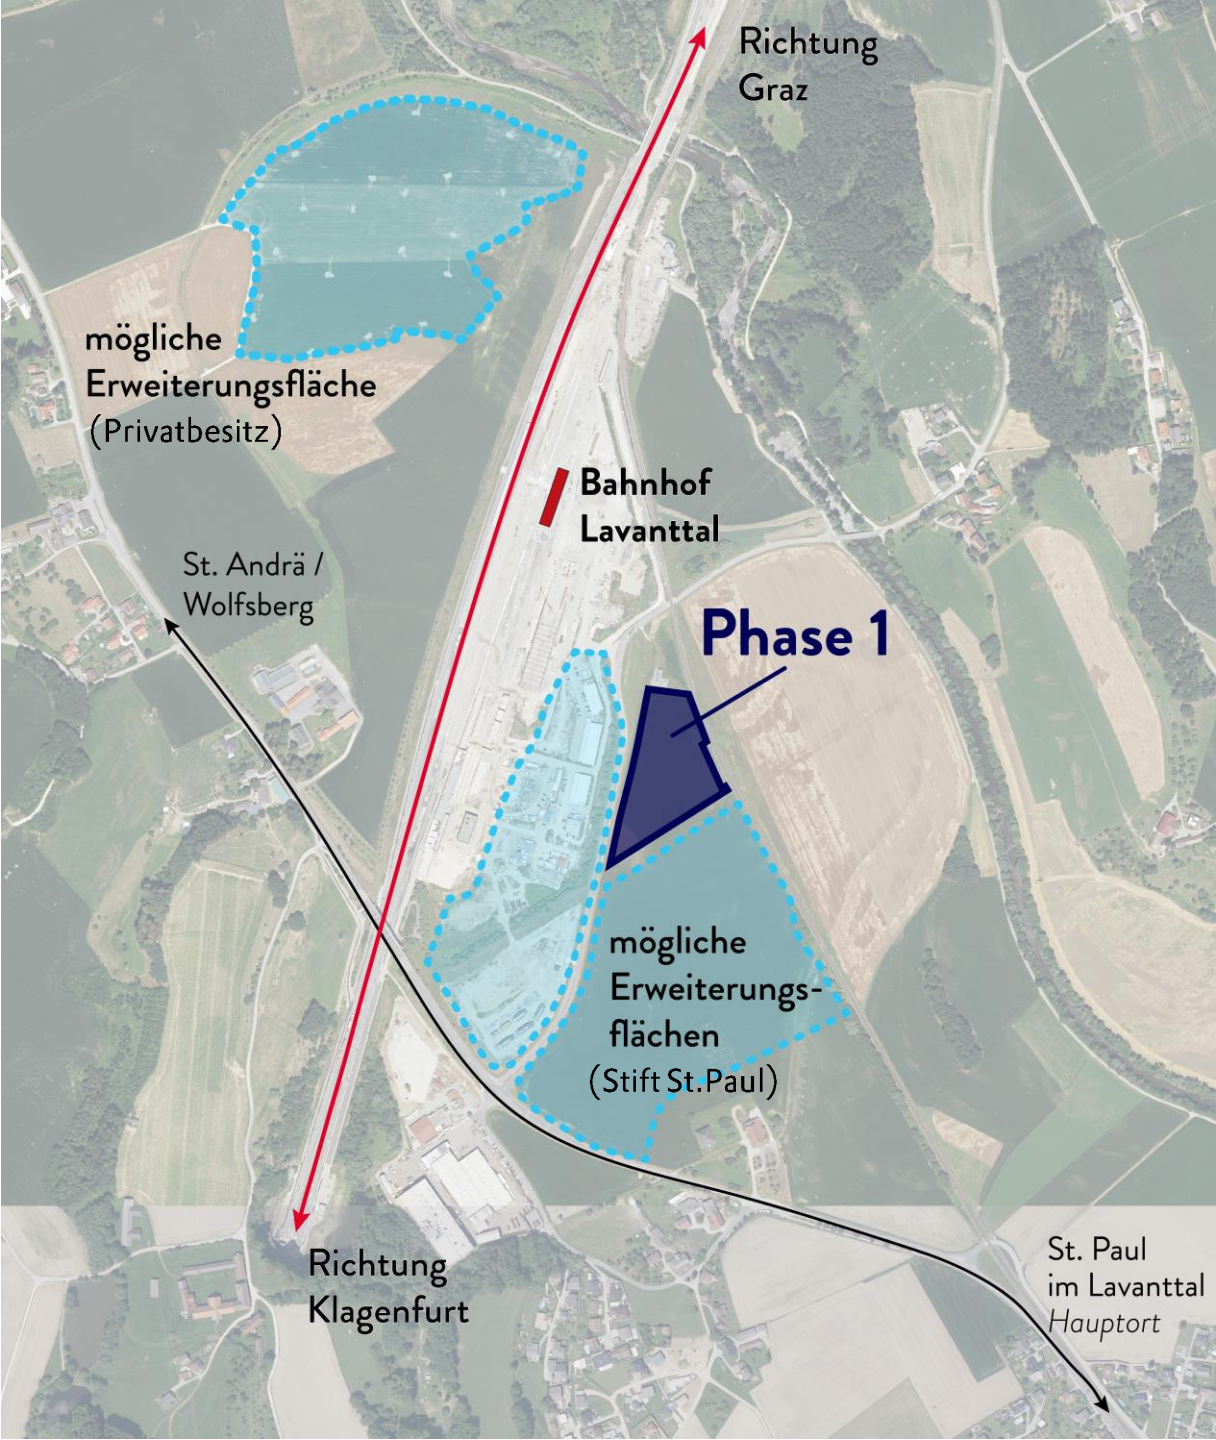 Richtung
Graz
mögliche
Erweiterungsfläche
(Privatbesitz)
Bahnhof
Lavanttal
St. Andrä /
Wolfsberg
Phase 1
mögliche
Erweiterungs-
flächen
(Stift St.Paul)
Richtung
Klagenfurt
St. Paul
im Lavanttal
Hauptort